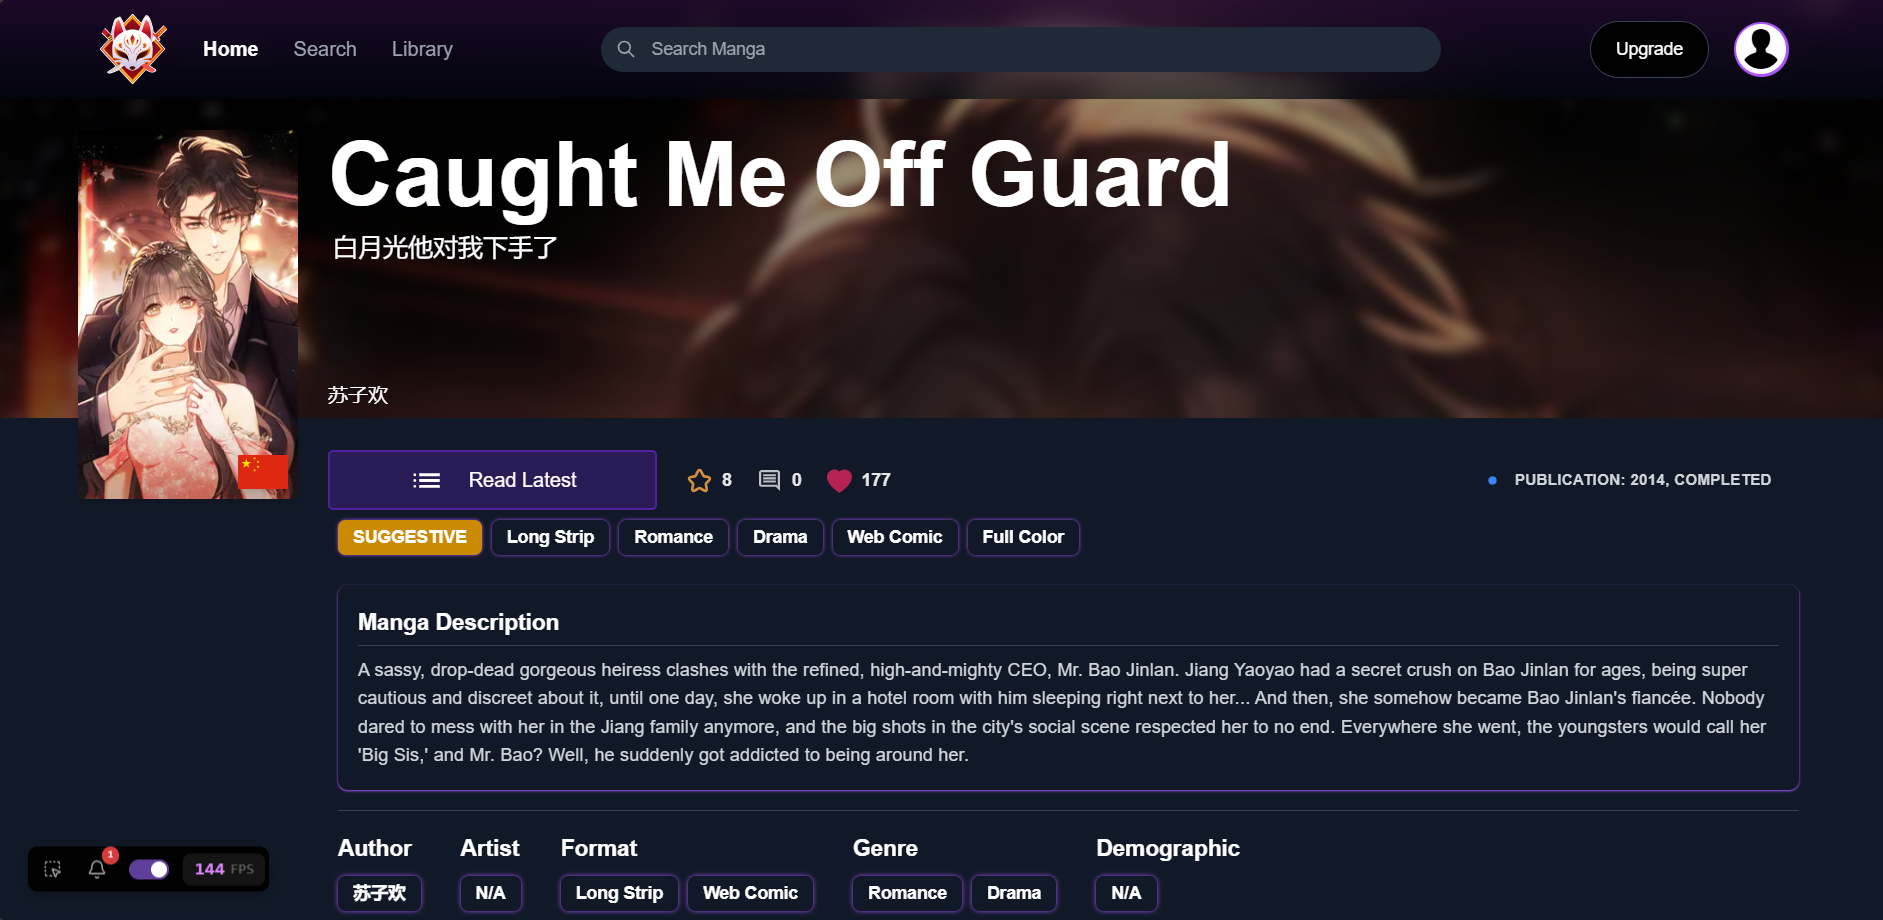 Home
Search
Library
Search Manga
Upgrade
Caught Me Off Guard
白月光他对我下手了
苏子欢
Read Latest
8
0
177
PUBLICATION: 2014, COMPLETED
SUGGESTIVE
Long Strip
Romance
Drama
Web Comic
Full Color
Manga Description
A sassy, drop-dead gorgeous heiress clashes with the refined, high-and-mighty CEO, Mr. Bao Jinlan. Jiang Yaoyao had a secret crush on Bao Jinlan for ages, being super
cautious and discreet about it, until one day, she woke up in a hotel room with him sleeping right next to her... And then, she somehow became Bao Jinlan's fiancée. Nobody
dared to mess with her in the Jiang family anymore, and the big shots in the city's social scene respected her to no end. Everywhere she went, the youngsters would call her
'Big Sis,' and Mr. Bao? Well, he suddenly got addicted to being around her.
Author
苏子欢
Artist
N/A
Format
Long Strip
Web Comic
Genre
Romance
Drama
Demographic
N/A
1
144 FPS